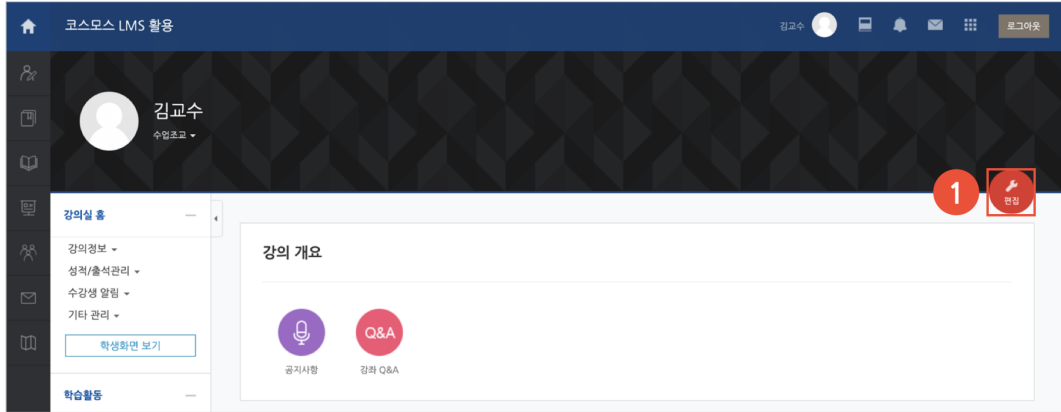 코스모스 LMS 활용
김교수
로그아웃
김교수
수업조교
1
편집
강의실 홈
강의정보
성적/출석관리
수강생 알림
기타 관리
학생화면 보기
학습활동
강의 개요
Q&A
공지사항
강좌 Q&A